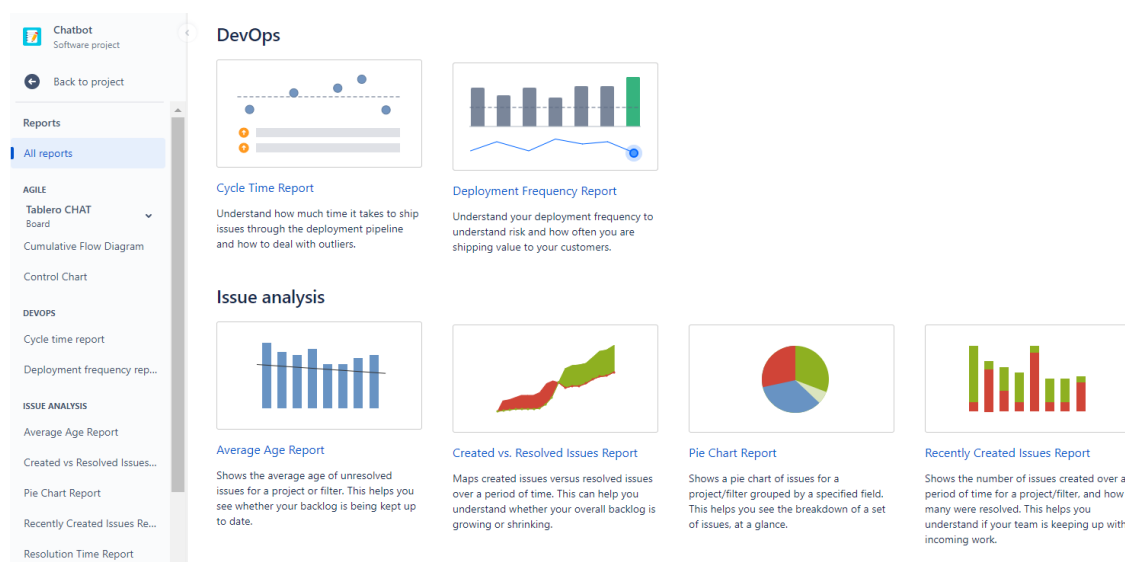 Chatbot
Software project
Back to project
Reports
All reports
AGILE
Tablero CHAT
Board
Cumulative Flow Diagram
Control Chart
DEVOPS
Cycle time report
Deployment frequency rep...
ISSUE ANALYSIS
Average Age Report
Created vs Resolved Issues...
Pie Chart Report
Recently Created Issues Re...
Resolution Time Report
DevOps
Cycle Time Report
Understand how much time it takes to ship
issues through the deployment pipeline
and how to deal with outliers.
Deployment Frequency Report
Understand your deployment frequency to
understand risk and how often you are
shipping value to your customers.
Issue analysis
Average Age Report
Shows the average age of unresolved
issues for a project or filter. This helps you
see whether your backlog is being kept up
to date.
Created vs. Resolved Issues Report
Maps created issues versus resolved issues
over a period of time. This can help you
understand whether your overall backlog is
growing or shrinking.
Pie Chart Report
Shows a pie chart of issues for a
project/filter grouped by a specified field.
This helps you see the breakdown of a set
of issues, at a glance.
Recently Created Issues Report
Shows the number of issues created over a
period of time for a project/filter, and how
many were resolved. This helps you
understand if your team is keeping up with
incoming work.